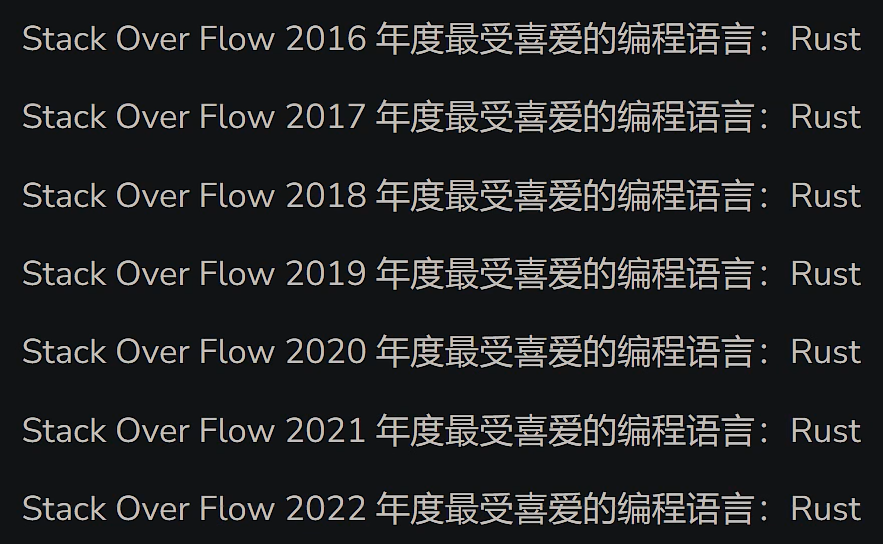 Stack Over Flow 2016 年度最受喜爱的编程语言：Rust
Stack Over Flow 2017 年度最受喜爱的编程语言：Rust
Stack Over Flow 2018 年度最受喜爱的编程语言：Rust
Stack Over Flow 2019 年度最受喜爱的编程语言：Rust
Stack Over Flow 2020 年度最受喜爱的编程语言：Rust
Stack Over Flow 2021 年度最受喜爱的编程语言：Rust
Stack Over Flow 2022 年度最受喜爱的编程语言：Rust